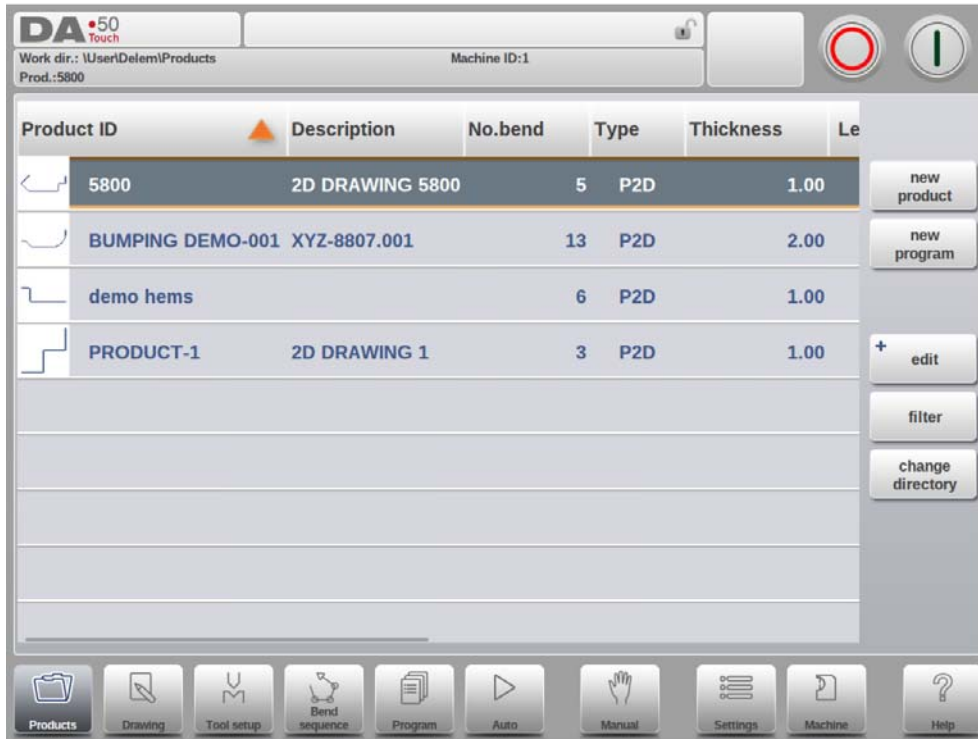 DA•50
Touch
Work dir.: \User\Delem\Products Machine ID:1
Prod.:5800
Product ID Description No.bend Type Thickness Le
5800 2D DRAWING 5800 5 P2D 1.00
BUMPING DEMO-001 XYZ-8807.001 13 P2D 2.00
demo hems 6 P2D 1.00
PRODUCT-1 2D DRAWING 1 3 P2D 1.00
new
product
new
program
+
edit
filter
change
directory
Products Drawing Tool setup Bend
sequence Program Auto Manual Settings Machine Help